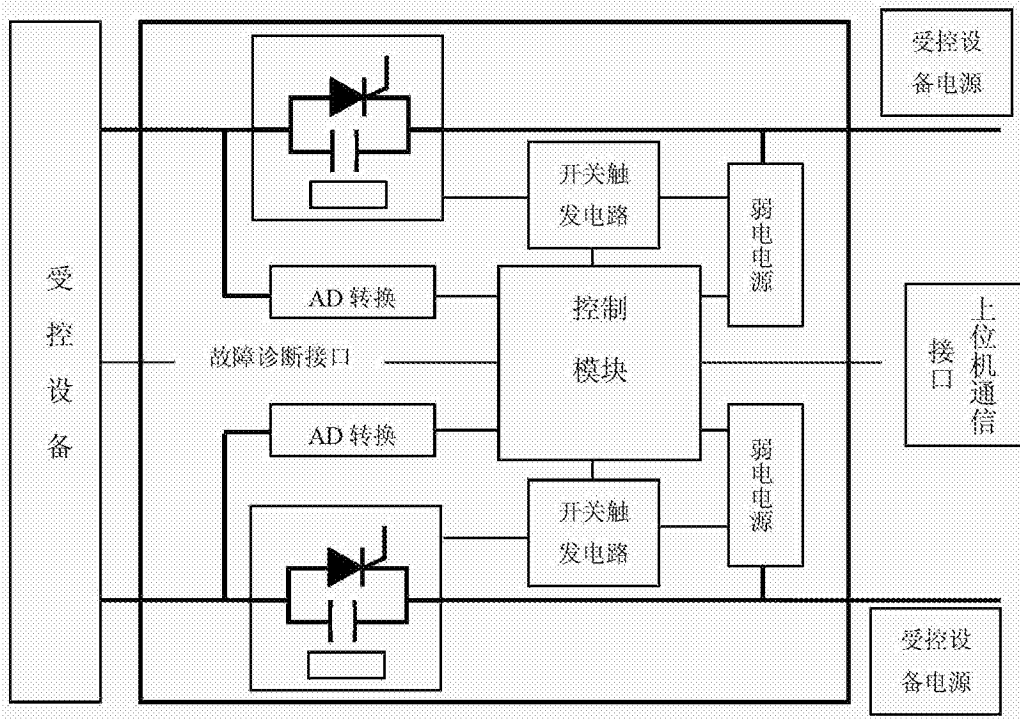 受控设
备电源
开关触
发电路
弱电电源
受控设备
AD 转换
控制
模块
故障诊断接口
上位机通信
接口
AD 转换
弱电电源
开关触
发电路
受控设
备电源